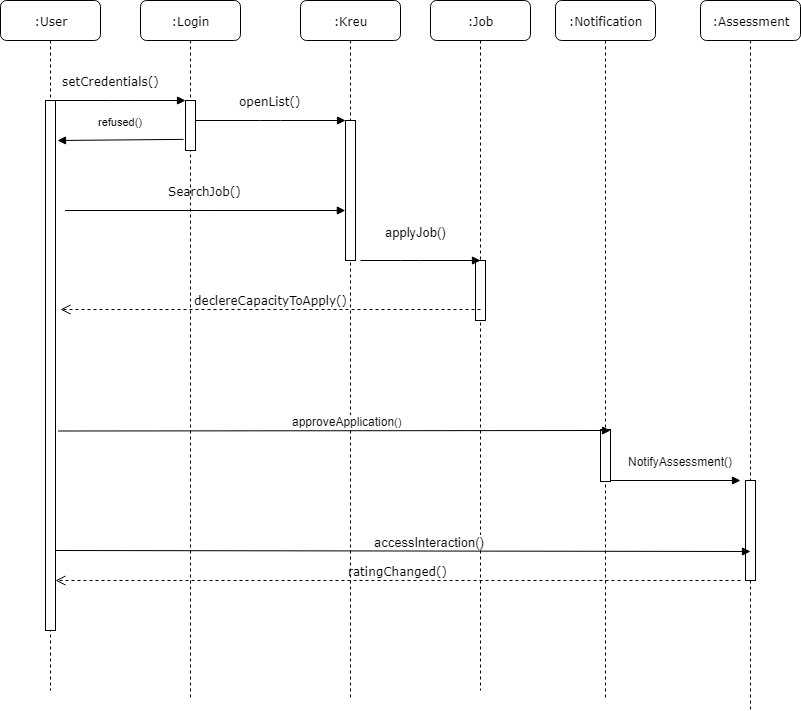 :User
:Login
:Kreu
:Job
:Notification
:Assessment
setCredentials()
openList()
refused()
SearchJob()
applyJob()
declereCapacityToApply()
approveApplication()
NotifyAssessment()
accessInteraction()
ratingChanged()